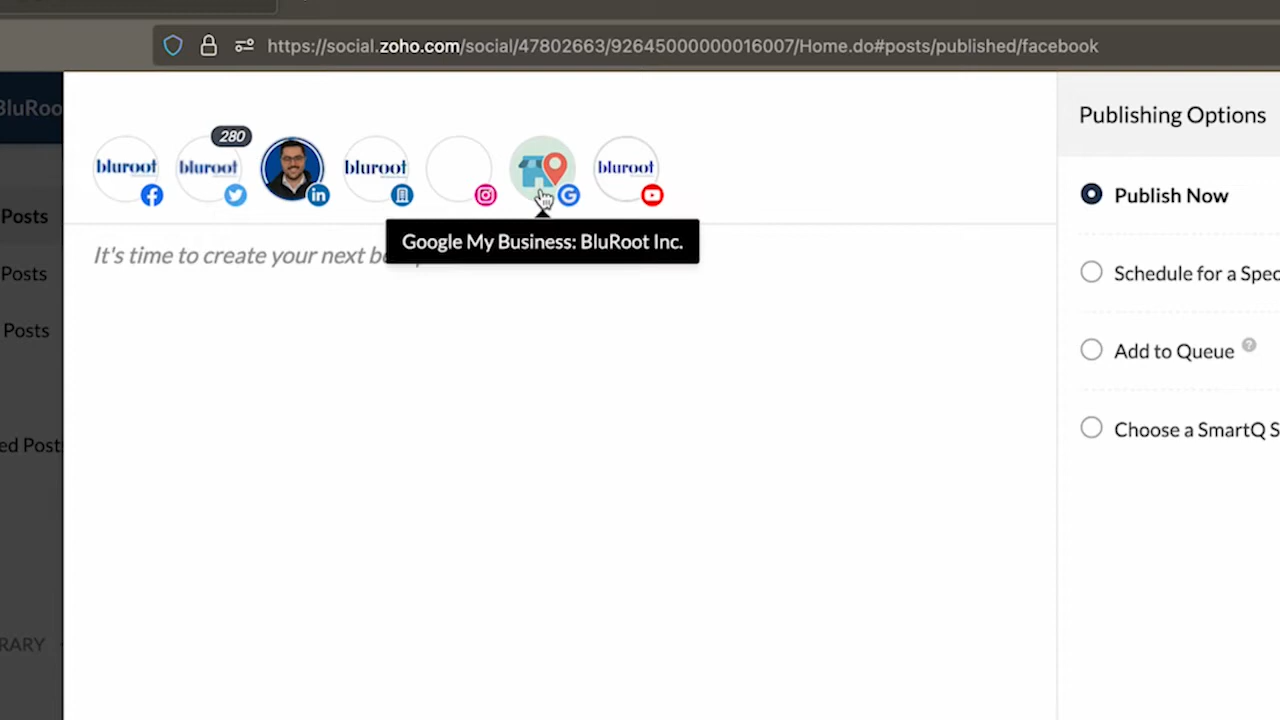 https://social.zoho.com/social/47802663/92645000000016007/Home.do#posts/published/facebook
BluRoo
Publishing Options
280
bluroot
bluroot
bluroot
bluroot
in
G
Posts
Publish Now
Google My Business: BluRoot Inc.
It's time to create your next be
Posts
Schedule for a Spec
Posts
Add to Queue ?
Choose a SmartQ S
ed Post
RARY